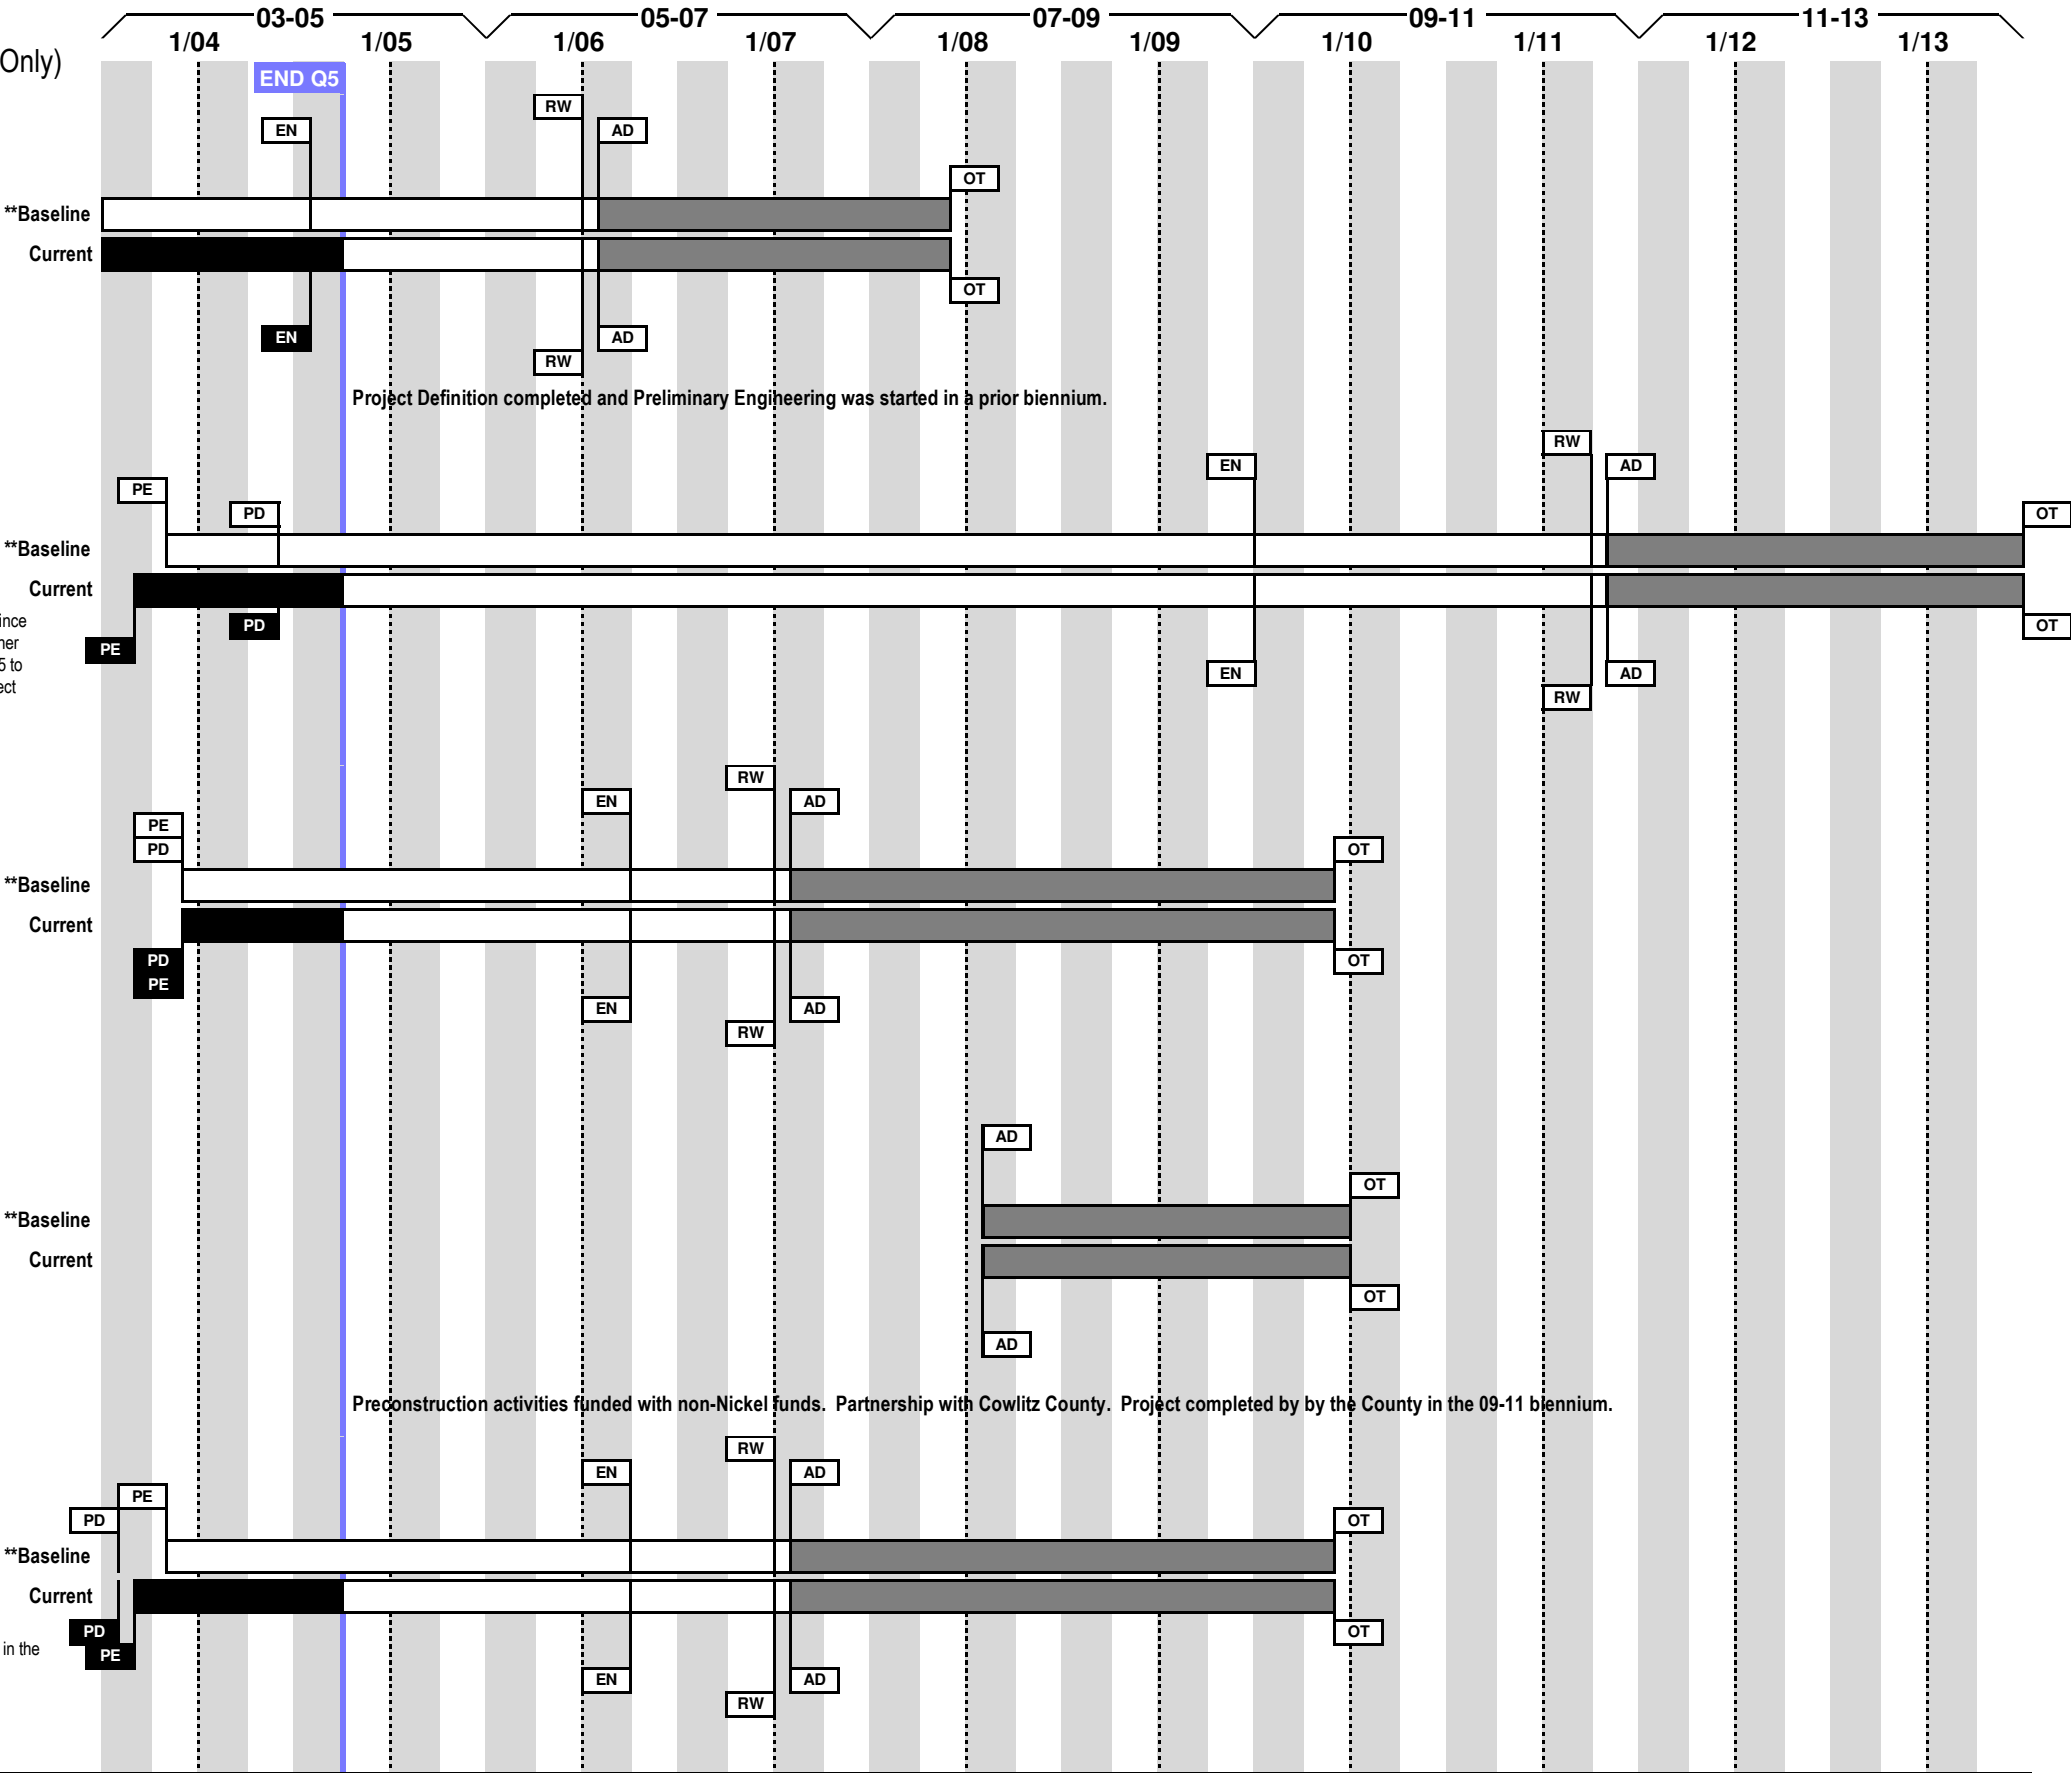 03-05 05-07 07-09 09-11 11-13
1/04 1/05 1/06 1/07 1/08 1/09 1/10 1/11 1/12 1/13
Only)
END Q5
RW
EN AD
OT
**Baseline
Current
OT
EN AD
RW
Project Definition completed and Preliminary Engineering was started in a prior biennium.
RW
EN AD
PE
PD OT
**Baseline
Current
ince
PD OT
ner
PE
5 to
EN AD
ect
RW
RW
EN AD
PE
PD OT
**Baseline
Current
PD OT
PE
EN AD
RW
AD
OT
**Baseline
Current
OT
AD
Preconstruction activities funded with non-Nickel funds. Partnership with Cowlitz County. Project completed by by the County in the 09-11 biennium.
RW
EN AD
PE
PD OT
**Baseline
Current
PD OT
in the
PE
EN AD
RW